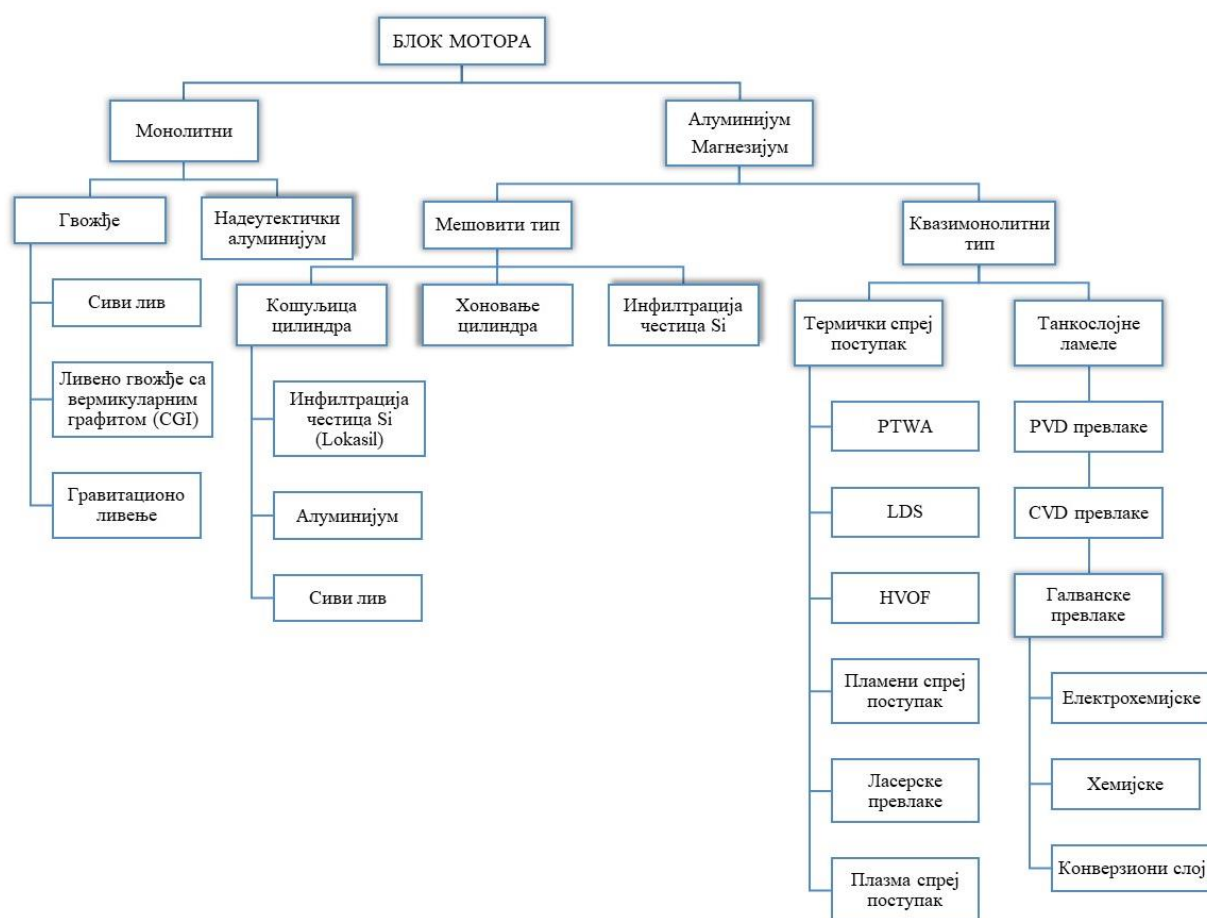 БЛОК МОТОРА
Монолитни
Алуминијум
Магнезијум
Гвожђе
Надеутектички
алуминијум
Мешовити тип
Квазимонолитни
тип
Сиви лив
Ливено гвожђе са
вермикуларним
графитом (CGI)
Гравитационо
ливење
Кошуљица
цилиндра
Хоновање
цилиндра
Инфилтрација
честица Si
Инфилтрација
честица Si
(Lokasil)
Алуминијум
Сиви лив
Термички спреј
поступак
Танкослојне
ламеле
PTWA
LDS
HVOF
Пламени спреј
поступак
Ласерске
превлаке
Плазма спреј
поступак
PVD превлаке
CVD превлаке
Галванске
превлаке
Електрохемијске
Хемијске
Конверзиони слој